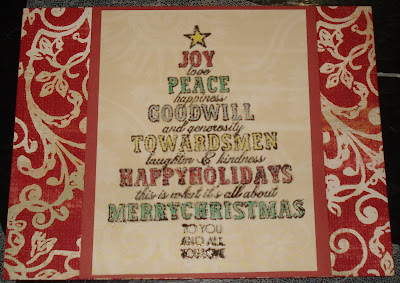 JOY
love
PEACE
happiness
GOODWILL
and generosity
TOWARDSMEN
laughter & kindness
HAPPYHOLIDAYS
this is what it's all about
MERRYCHRISTMAS
TO YOU
AND ALL
YOU LOVE